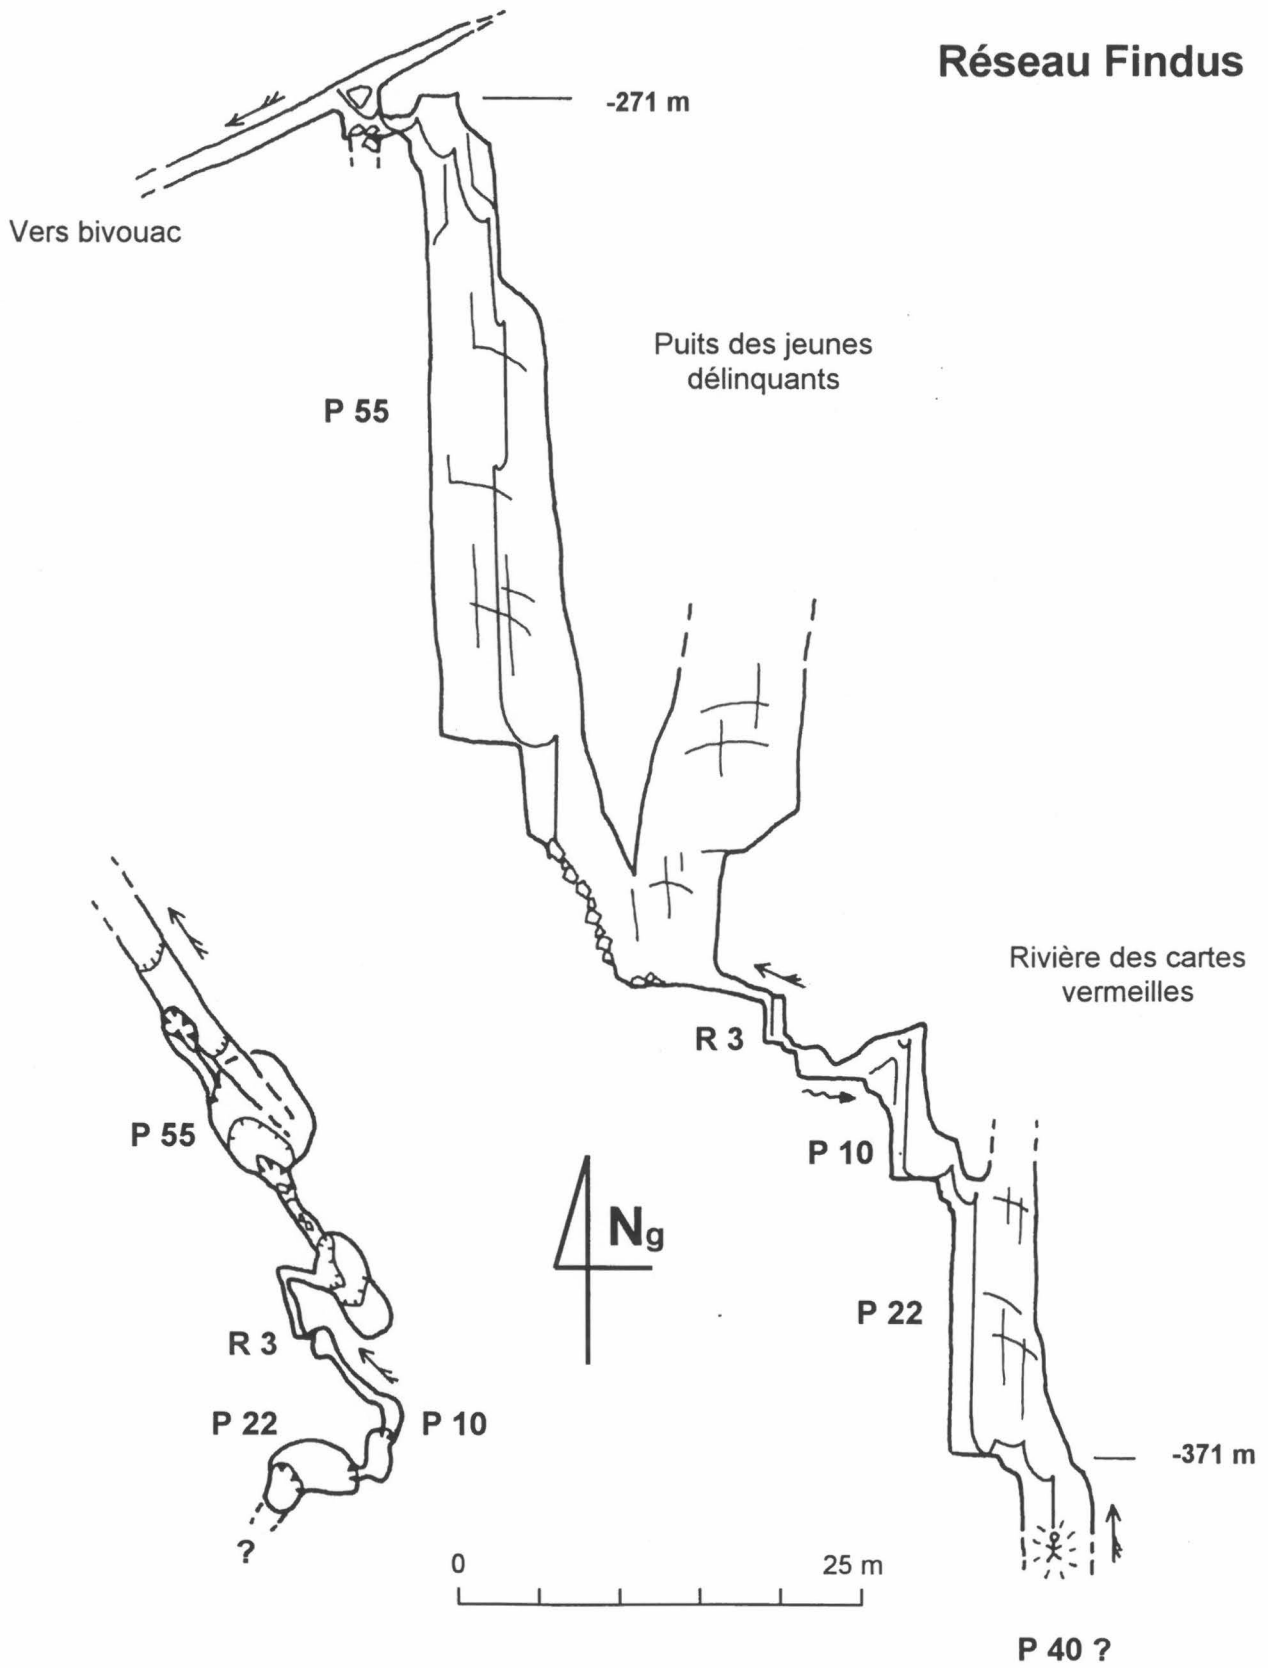 Réseau Findus
-271 m
Vers bivouac
Puits des jeunes
délinquants
P 55
Rivière des cartes
vermeilles
R 3
P 10
P 55
Ng
P 22
R 3
P 22
P 10
-371 m
?
0
25 m
P 40 ?